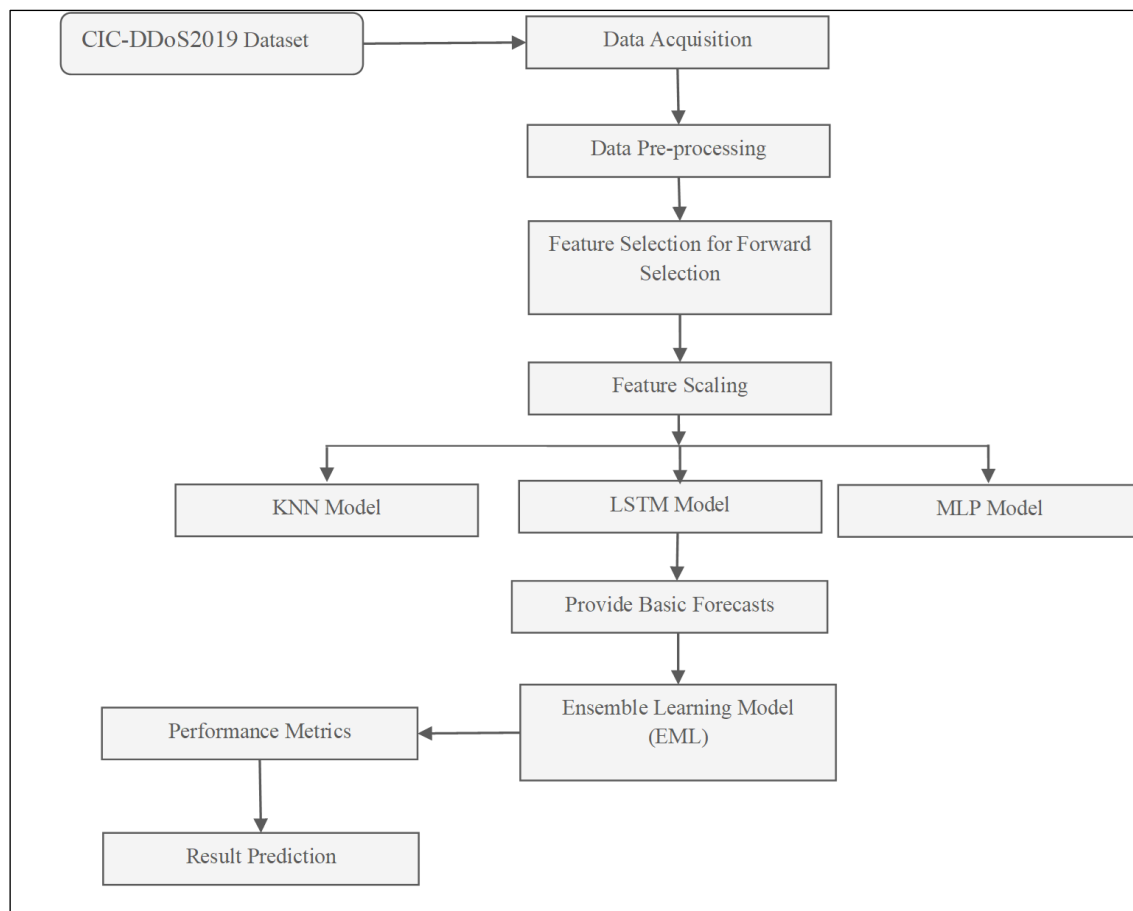 CIC-DDoS2019 Dataset
Data Acquisition
Data Pre-processing
Feature Selection for Forward
Selection
Feature Scaling
KNN Model
LSTM Model
MLP Model
Provide Basic Forecasts
Ensemble Learning Model
(EML)
Performance Metrics
Result Prediction